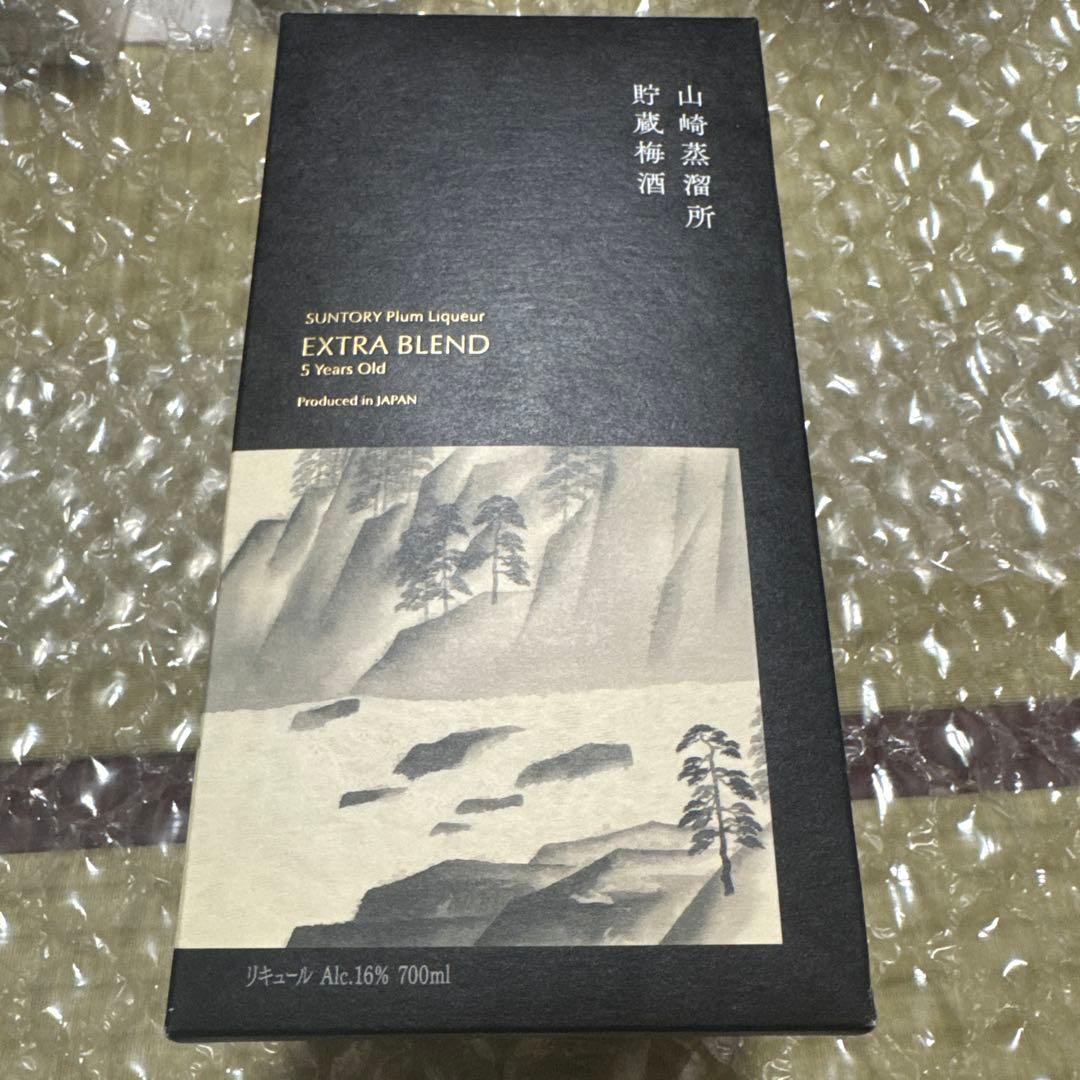 山崎蒸溜所
貯蔵梅酒
SUNTORY Plum Liqueur
EXTRA BLEND
5 Years Old
Produced in JAPAN
リキュール Alc.16% 700ml